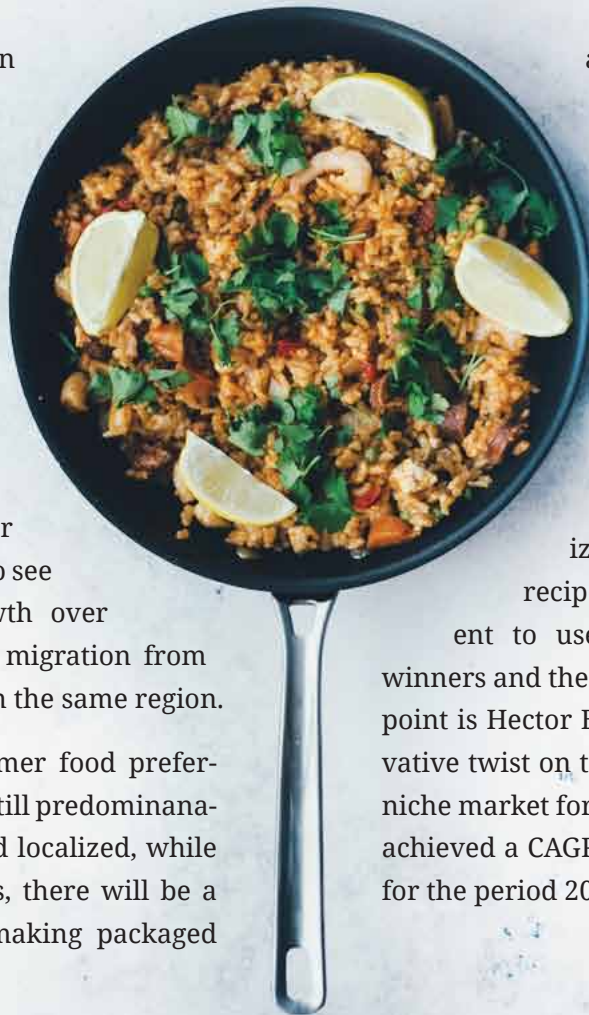 n
r
o see
wth over
migration from
n the same region.
mer food prefer-
till predominana-
d localized, while
s, there will be a
making packaged
a
iz
recip
ent to use
winners and the
point is Hector B
vative twist on t
niche market for
achieved a CAGR
for the period 20